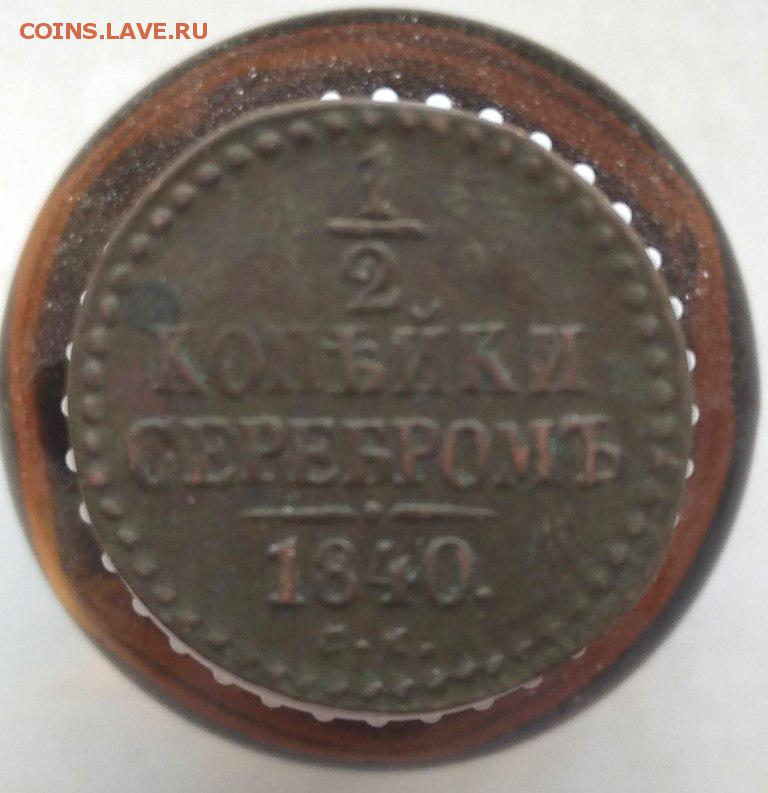 COINS.LAVE.RU
1
2
КОПѢЙКИ
СЕРЕБРОМЪ
1840.